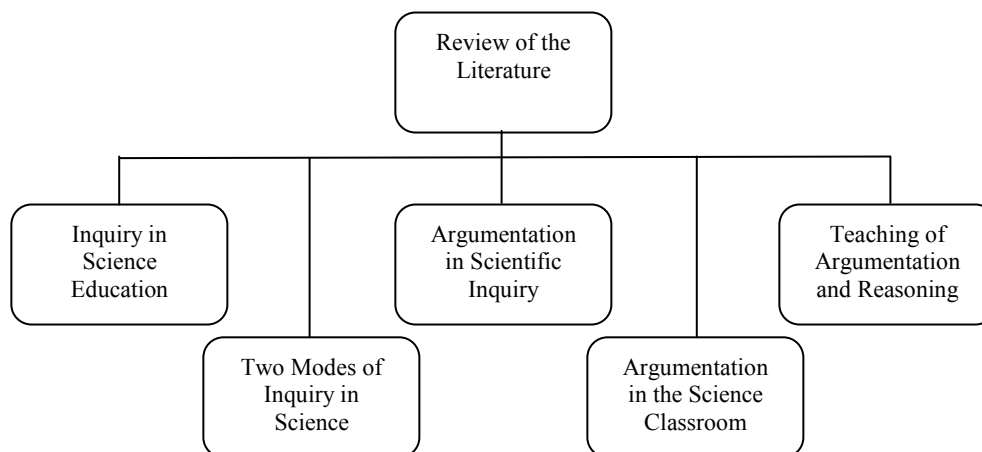 Review of the
Literature
Inquiry in
Science
Education
Two Modes of
Inquiry in
Science
Argumentation
in Scientific
Inquiry
Argumentation
in the Science
Classroom
Teaching of
Argumentation
and Reasoning